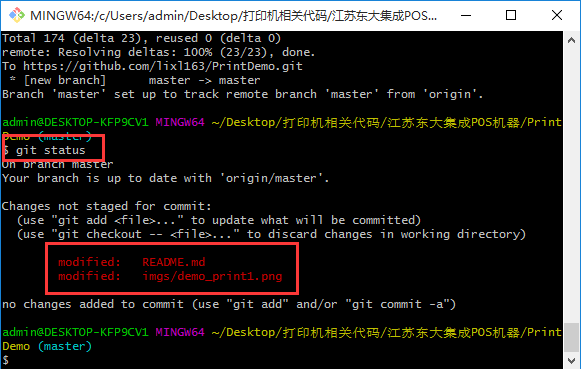 MINGW64:/c/Users/admin/Desktop/打印机相关代码/江苏东大集成POS...
Total 174 (delta 23), reused 0 (delta 0)
remote: Resolving deltas: 100% (23/23), done.
To https://github.com/lixl163/PrintDemo.git
 * [new branch]      master -> master
Branch 'master' set up to track remote branch 'master' from 'origin'.
admin@DESKTOP-KFP9CV1 MINGW64 ~/Desktop/打印机相关代码/江苏东大集成POS机器/Print
Demo (master)
$ git status
On branch master
Your branch is up to date with 'origin/master'.
Changes not staged for commit:
  (use "git add <file>..." to update what will be committed)
  (use "git checkout -- <file>..." to discard changes in working directory)
        modified:   README.md
        modified:   imgs/demo_print1.png
no changes added to commit (use "git add" and/or "git commit -a")
admin@DESKTOP-KFP9CV1 MINGW64 ~/Desktop/打印机相关代码/江苏东大集成POS机器/Print
Demo (master)
$